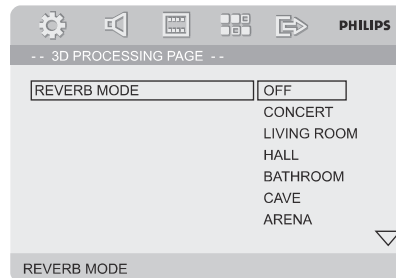 PHILIPS
- - 3D PROCESSING PAGE - -
REVERB MODE OFF
CONCERT
LIVING ROOM
HALL
BATHROOM
CAVE
ARENA
REVERB MODE